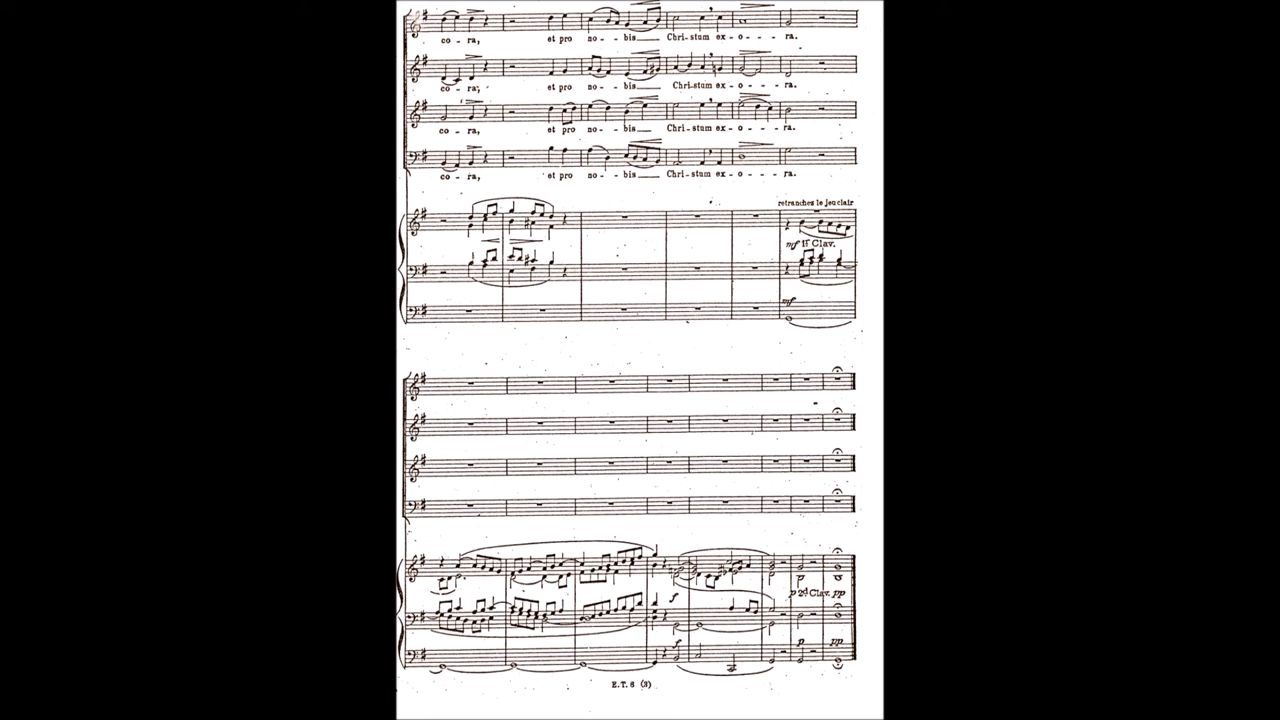 co - ra, et pro no - - bis Chri - stum ex - o - - - ra.
co - ra, et pro no - - bis Chri - stum ex - o - - - - ra.
co - ra, et pro no - - bis Christum ex - o - - - - ra.
co - ra, et pro no - - bis Chri - stum ex - o - - - - ra.
retranchez le jeu clair
mf 1r Clav.
mf
f
p 2d Clav. pp
f p pp
E.T. 6 (3)